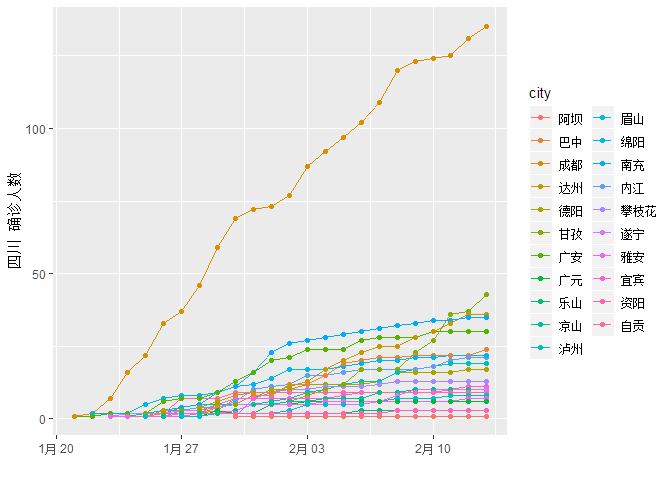 四川 确诊人数
100
50
0
1月 20
1月 27
2月 03
2月 10
city
阿坝
巴中
成都
达州
德阳
甘孜
广安
广元
乐山
凉山
泸州
眉山
绵阳
南充
内江
攀枝花
遂宁
雅安
宜宾
资阳
自贡